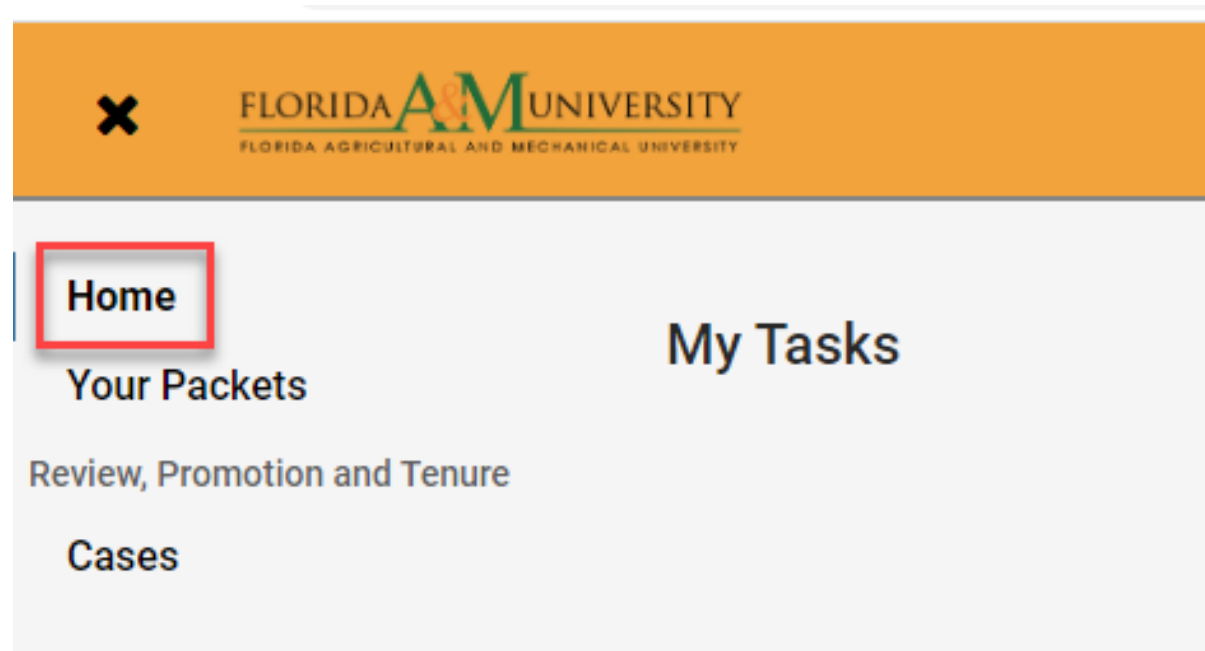 FLORIDA A&M UNIVERSITY
FLORIDA AGRICULTURAL AND MECHANICAL UNIVERSITY
Home
My Tasks
Your Packets
Review, Promotion and Tenure
Cases